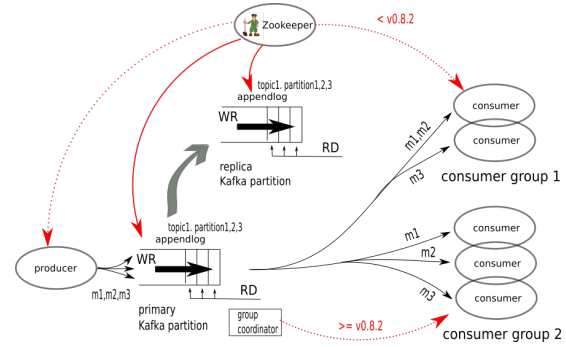 Zookeeper
< v0.8.2
topic1. partition1,2,3
appendlog
WR
RD
replica
Kafka partition
consumer
consumer
m1,m2
m3
consumer group 1
topic1. partition1,2,3
appendlog
WR
RD
producer
m1,m2,m3
primary
Kafka partition
group
coordinator
m1
m2
m3
consumer
consumer
consumer
>= v0.8.2
consumer group 2